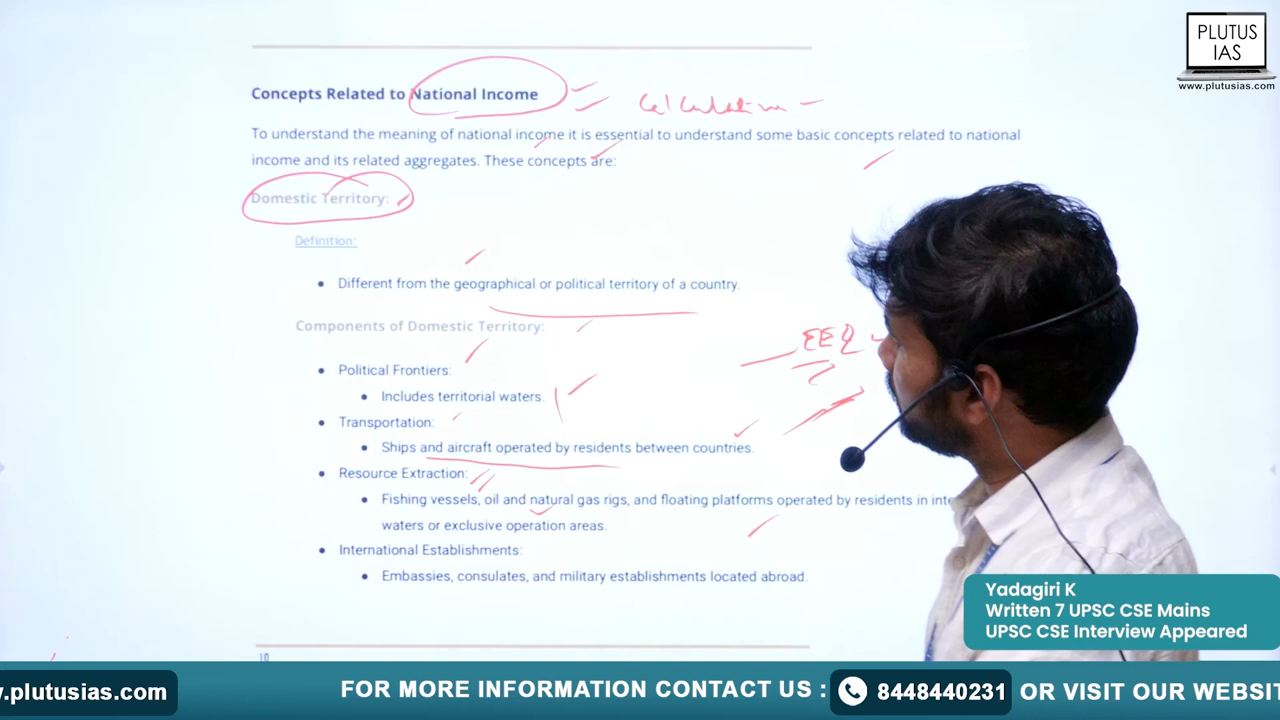 PLUTUS
IAS
www.plutusias.com
Concepts Related to National Income
Calculation -
To understand the meaning of national income it is essential to understand some basic concepts related to national
income and its related aggregates. These concepts are:
Domestic Territory:
Definition:
• Different from the geographical or political territory of a country.
Components of Domestic Territory:
EEZ
• Political Frontiers:
• Includes territorial waters.
• Transportation:
• Ships and aircraft operated by residents between countries.
• Resource Extraction:
• Fishing vessels, oil and natural gas rigs, and floating platforms operated by residents in inte
waters or exclusive operation areas.
• International Establishments:
• Embassies, consulates, and military establishments located abroad.
10
Yadagiri K
Written 7 UPSC CSE Mains
UPSC CSE Interview Appeared
w.plutusias.com FOR MORE INFORMATION CONTACT US : 8448440231 OR VISIT OUR WEBSIT